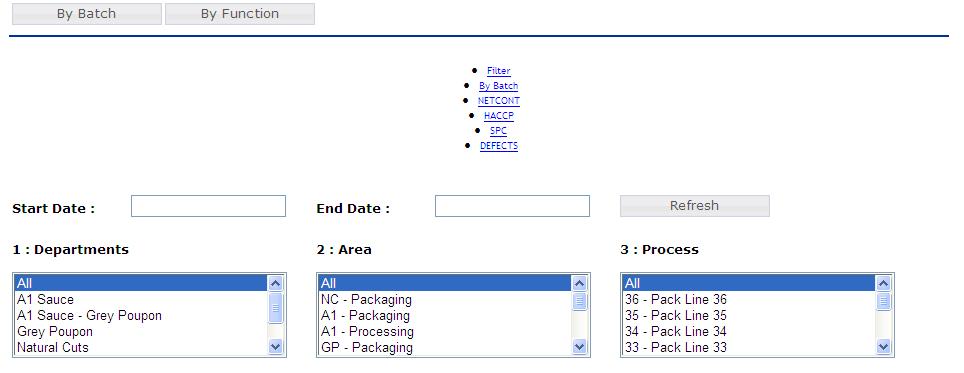 By Batch By Function
Filter
By Batch
NETCONT
HACCP
SPC
DEFECTS
Start Date : End Date : Refresh
1 : Departments 2 : Area 3 : Process
All All All
A1 Sauce NC - Packaging 36 - Pack Line 36
A1 Sauce - Grey Poupon A1 - Packaging 35 - Pack Line 35
Grey Poupon A1 - Processing 34 - Pack Line 34
Natural Cuts GP - Packaging 33 - Pack Line 33